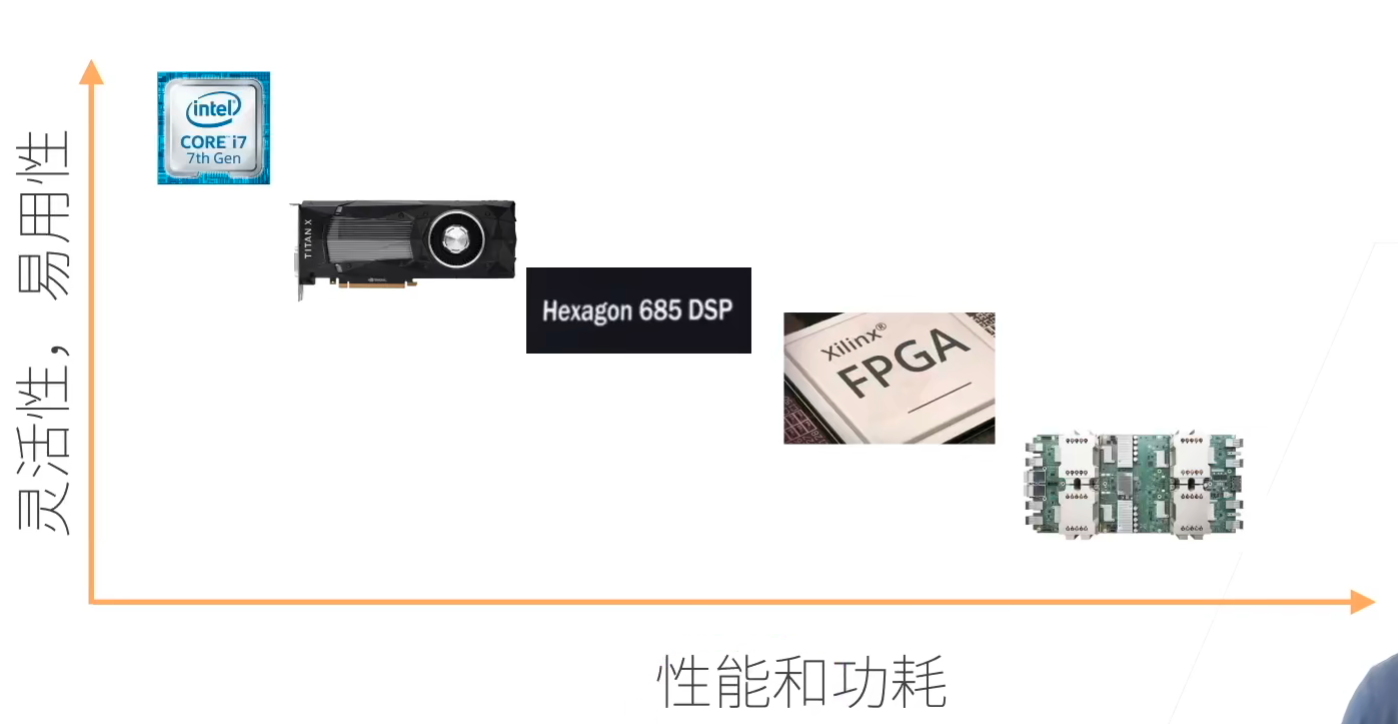 灵活性，易用性
intel
CORE i7
7th Gen
TITAN X
Hexagon 685 DSP
Xilinx®
FPGA
性能和功耗